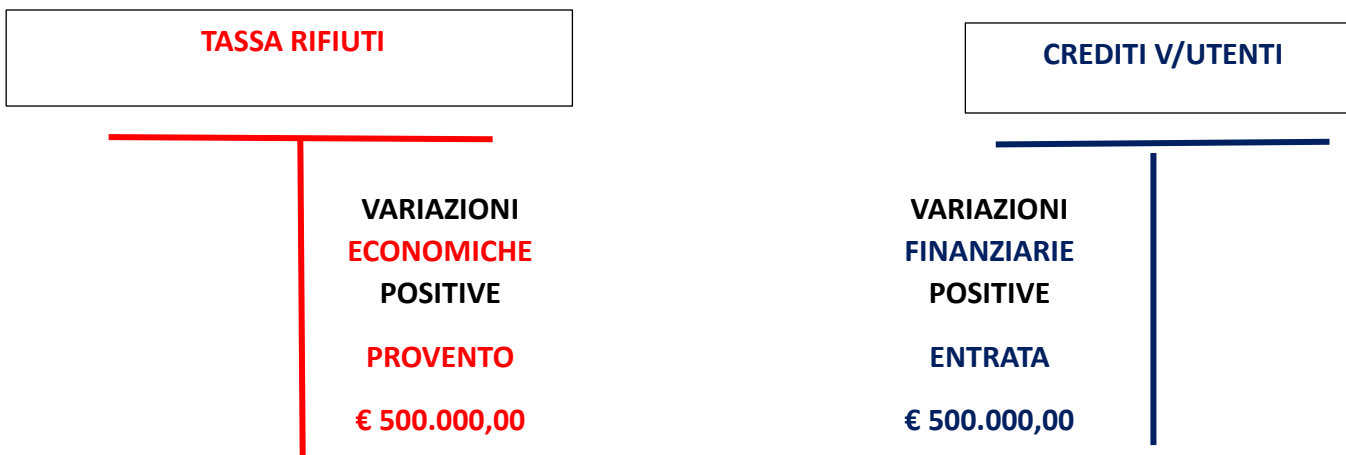 TASSA RIFIUTI
CREDITI V/UTENTI
VARIAZIONI
ECONOMICHE
POSITIVE
PROVENTO
€ 500.000,00
VARIAZIONI
FINANZIARIE
POSITIVE
ENTRATA
€ 500.000,00